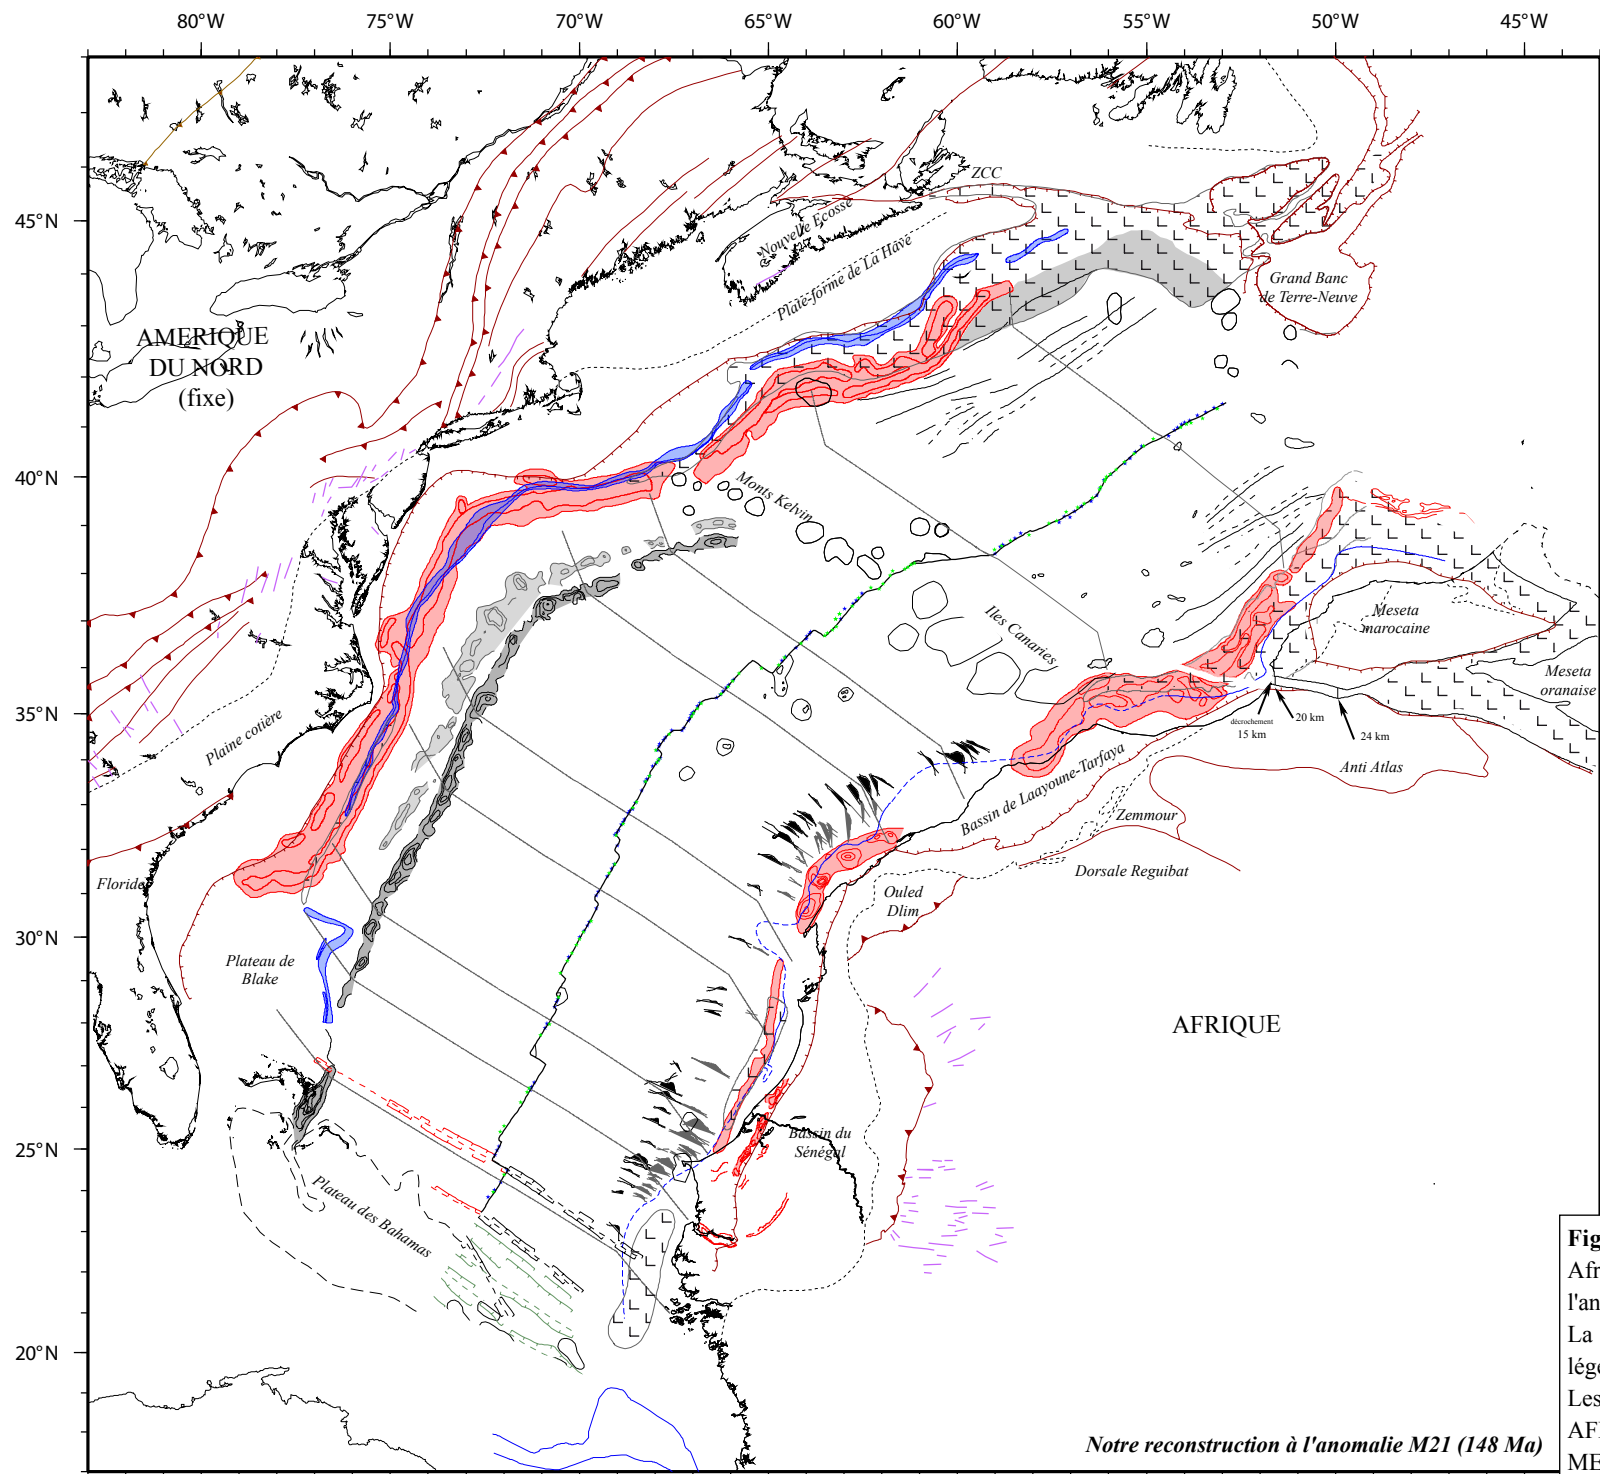 80°W 75°W 70°W 65°W 60°W 55°W 50°W 45°W
45°N
40°N
35°N
30°N
25°N
20°N
ZCC
Nouvelle Ecosse
Plate-forme de La Have
Grand Banc
de Terre-Neuve
AMERIQUE
DU NORD
(fixe)
Monts Kelvin
Iles Canaries
Meseta
marocaine
Meseta
oranaise
décrochement
15 km
20 km
24 km
Plaine cotière
Anti Atlas
Bassin de Laayoune-Tarfaya
Zemmour
Dorsale Reguibat
Floride
Ouled
Dlim
Plateau de
Blake
AFRIQUE
Bassin du
Sénégal
Plateau des Bahamas
Notre reconstruction à l'anomalie M21 (148 Ma)
Fig
Afr
l'an
La
lége
Les
AF
ME